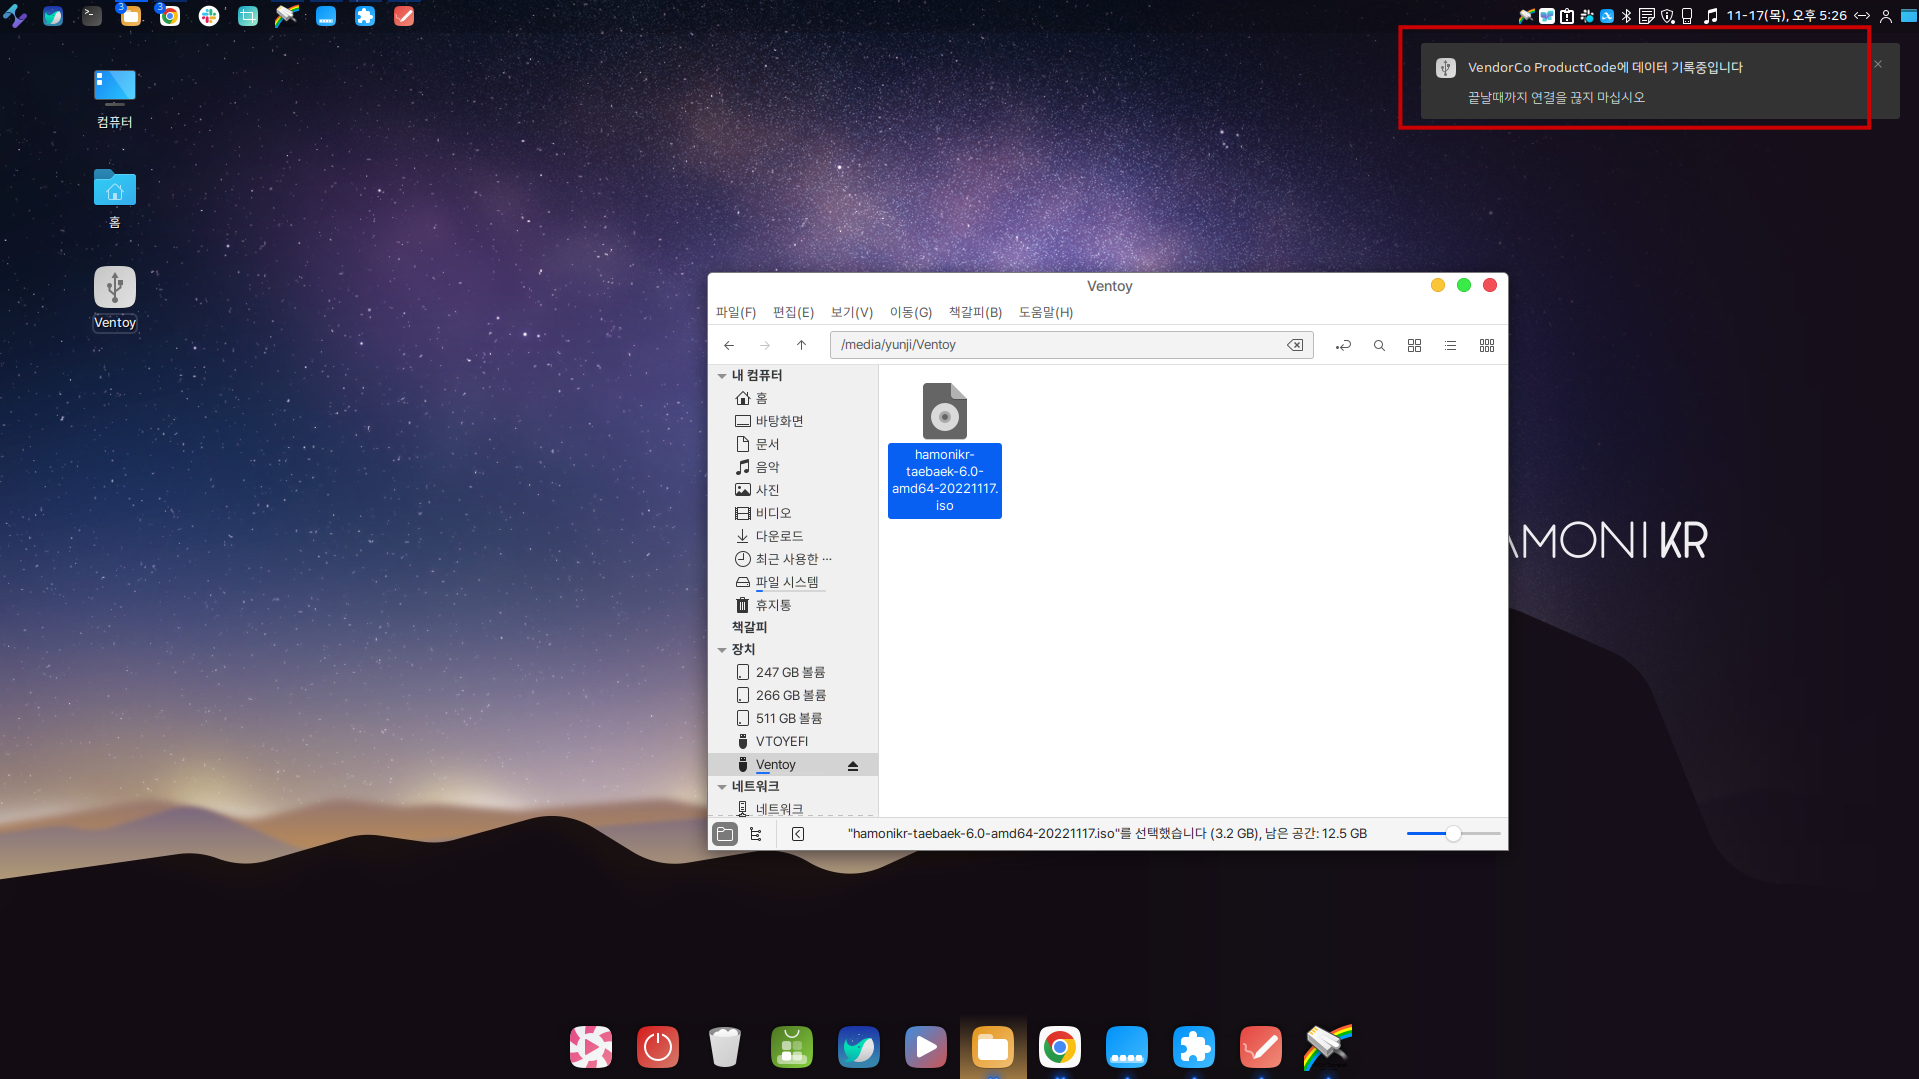 3
3
11-17(목), 오후 5:26
VendorCo ProductCode에 데이터 기록중입니다
끝날때까지 연결을 끊지 마십시오
컴퓨터
홈
Ventoy
Ventoy
파일(F) 편집(E) 보기(V) 이동(G) 책갈피(B) 도움말(H)
/media/yunji/Ventoy
내 컴퓨터
홈
바탕화면
문서
음악
사진
비디오
다운로드
최근 사용한 ...
파일 시스템
휴지통
책갈피
장치
247 GB 볼륨
266 GB 볼륨
511 GB 볼륨
VTOYEFI
Ventoy
네트워크
네트워크
hamonikr-
taebaek-6.0-
amd64-20221117.
iso
"hamonikr-taebaek-6.0-amd64-20221117.iso"를 선택했습니다 (3.2 GB), 남은 공간: 12.5 GB
AMONI KR